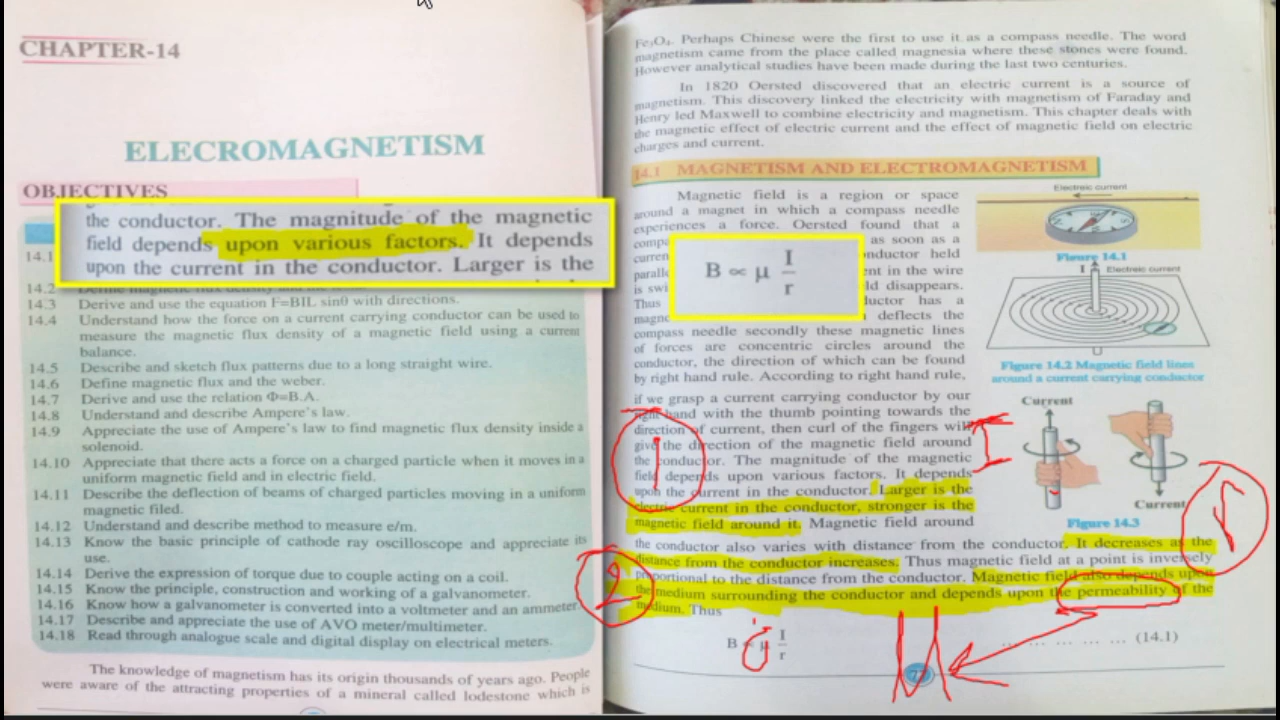 CHAPTER-14
ELECROMAGNETISM
OBJECTIVES
the conductor. The magnitude of the magnetic
field depends upon various factors. It depends
upon the current in the conductor. Larger is the
14.1
14.2
14.3 Derive and use the equation F=BIL sinθ with directions.
14.4 Understand how the force on a current carrying conductor can be used to
measure the magnetic flux density of a magnetic field using a current
balance.
14.5 Describe and sketch flux patterns due to a long straight wire.
14.6 Define magnetic flux and the weber.
14.7 Derive and use the relation Φ=B.A.
14.8 Understand and describe Ampere's law.
14.9 Appreciate the use of Ampere's law to find magnetic flux density inside a
solenoid.
14.10 Appreciate that there acts a force on a charged particle when it moves in a
uniform magnetic field and in electric field.
14.11 Describe the deflection of beams of charged particles moving in a uniform
magnetic filed.
14.12 Understand and describe method to measure e/m.
14.13 Know the basic principle of cathode ray oscilloscope and appreciate its
use.
14.14 Derive the expression of torque due to couple acting on a coil.
14.15 Know the principle, construction and working of a galvanometer.
14.16 Know how a galvanometer is converted into a voltmeter and an ammeter.
14.17 Describe and appreciate the use of AVO meter/multimeter.
14.18 Read through analogue scale and digital display on electrical meters.
The knowledge of magnetism has its origin thousands of years ago. People
were aware of the attracting properties of a mineral called lodestone which is
Fe₃O₄. Perhaps Chinese were the first to use it as a compass needle. The word
magnetism came from the place called magnesia where these stones were found.
However analytical studies have been made during the last two centuries.
In 1820 Oersted discovered that an electric current is a source of
magnetism. This discovery linked the electricity with magnetism of Faraday and
Henry led Maxwell to combine electricity and magnetism. This chapter deals with
the magnetic effect of electric current and the effect of magnetic field on electric
charges and current.
14.1 MAGNETISM AND ELECTROMAGNETISM
Magnetic field is a region or space
around a magnet in which a compass needle
experiences a force. Oersted found that a
compa as soon as a
curren nductor held
paralle nt in the wire
is swi ld disappears.
Thus ductor has a
magne deflects the
compass needle secondly these magnetic lines
of forces are concentric circles around the
conductor, the direction of which can be found
by right hand rule. According to right hand rule,
if we grasp a current carrying conductor by our
right hand with the thumb pointing towards the
direction of current, then curl of the fingers will
give the direction of the magnetic field around
the conductor. The magnitude of the magnetic
field depends upon various factors. It depends
upon the current in the conductor. Larger is the
electric current in the conductor, stronger is the
magnetic field around it. Magnetic field around
the conductor also varies with distance from the conductor. It decreases as the
distance from the conductor increases. Thus magnetic field at a point is inversely
proportional to the distance from the conductor. Magnetic field also depends upon
the medium surrounding the conductor and depends upon the permeability of the
medium. Thus
B ∝ μ I/r ... ... ... ... ... (14.1)
B ∝ μ I/r
Electreic current
Figure 14.1
I Electreic current
Figure 14.2 Magnetic field lines
around a current carrying conductor
Current
Current
Figure 14.3
1
I
2